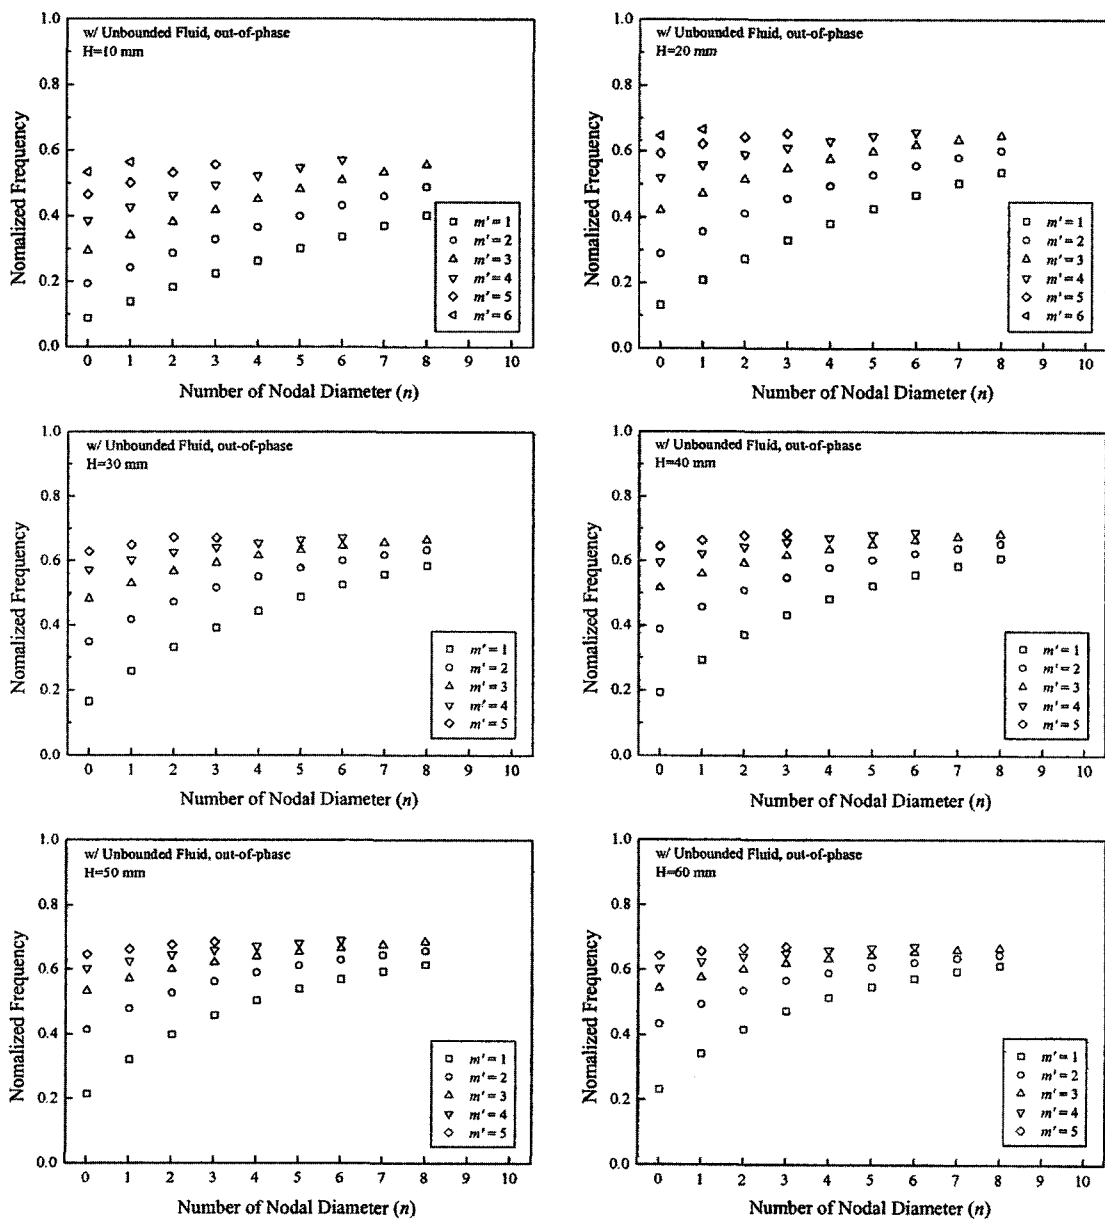 w/ Unbounded Fluid, out-of-phase
H=10 mm
Nomalized Frequency
1.0
0.8
0.6
0.4
0.2
0.0
m' = 1
m' = 2
m' = 3
m' = 4
m' = 5
m' = 6
0 1 2 3 4 5 6 7 8 9 10
Number of Nodal Diameter (n)
w/ Unbounded Fluid, out-of-phase
H=20 mm
Nomalized Frequency
1.0
0.8
0.6
0.4
0.2
0.0
m' = 1
m' = 2
m' = 3
m' = 4
m' = 5
m' = 6
0 1 2 3 4 5 6 7 8 9 10
Number of Nodal Diameter (n)
w/ Unbounded Fluid, out-of-phase
H=30 mm
Nomalized Frequency
1.0
0.8
0.6
0.4
0.2
0.0
m' = 1
m' = 2
m' = 3
m' = 4
m' = 5
0 1 2 3 4 5 6 7 8 9 10
Number of Nodal Diameter (n)
w/ Unbounded Fluid, out-of-phase
H=40 mm
Nomalized Frequency
1.0
0.8
0.6
0.4
0.2
0.0
m' = 1
m' = 2
m' = 3
m' = 4
m' = 5
0 1 2 3 4 5 6 7 8 9 10
Number of Nodal Diameter (n)
w/ Unbounded Fluid, out-of-phase
H=50 mm
Nomalized Frequency
1.0
0.8
0.6
0.4
0.2
0.0
m' = 1
m' = 2
m' = 3
m' = 4
m' = 5
0 1 2 3 4 5 6 7 8 9 10
Number of Nodal Diameter (n)
w/ Unbounded Fluid, out-of-phase
H=60 mm
Nomalized Frequency
1.0
0.8
0.6
0.4
0.2
0.0
m' = 1
m' = 2
m' = 3
m' = 4
m' = 5
0 1 2 3 4 5 6 7 8 9 10
Number of Nodal Diameter (n)